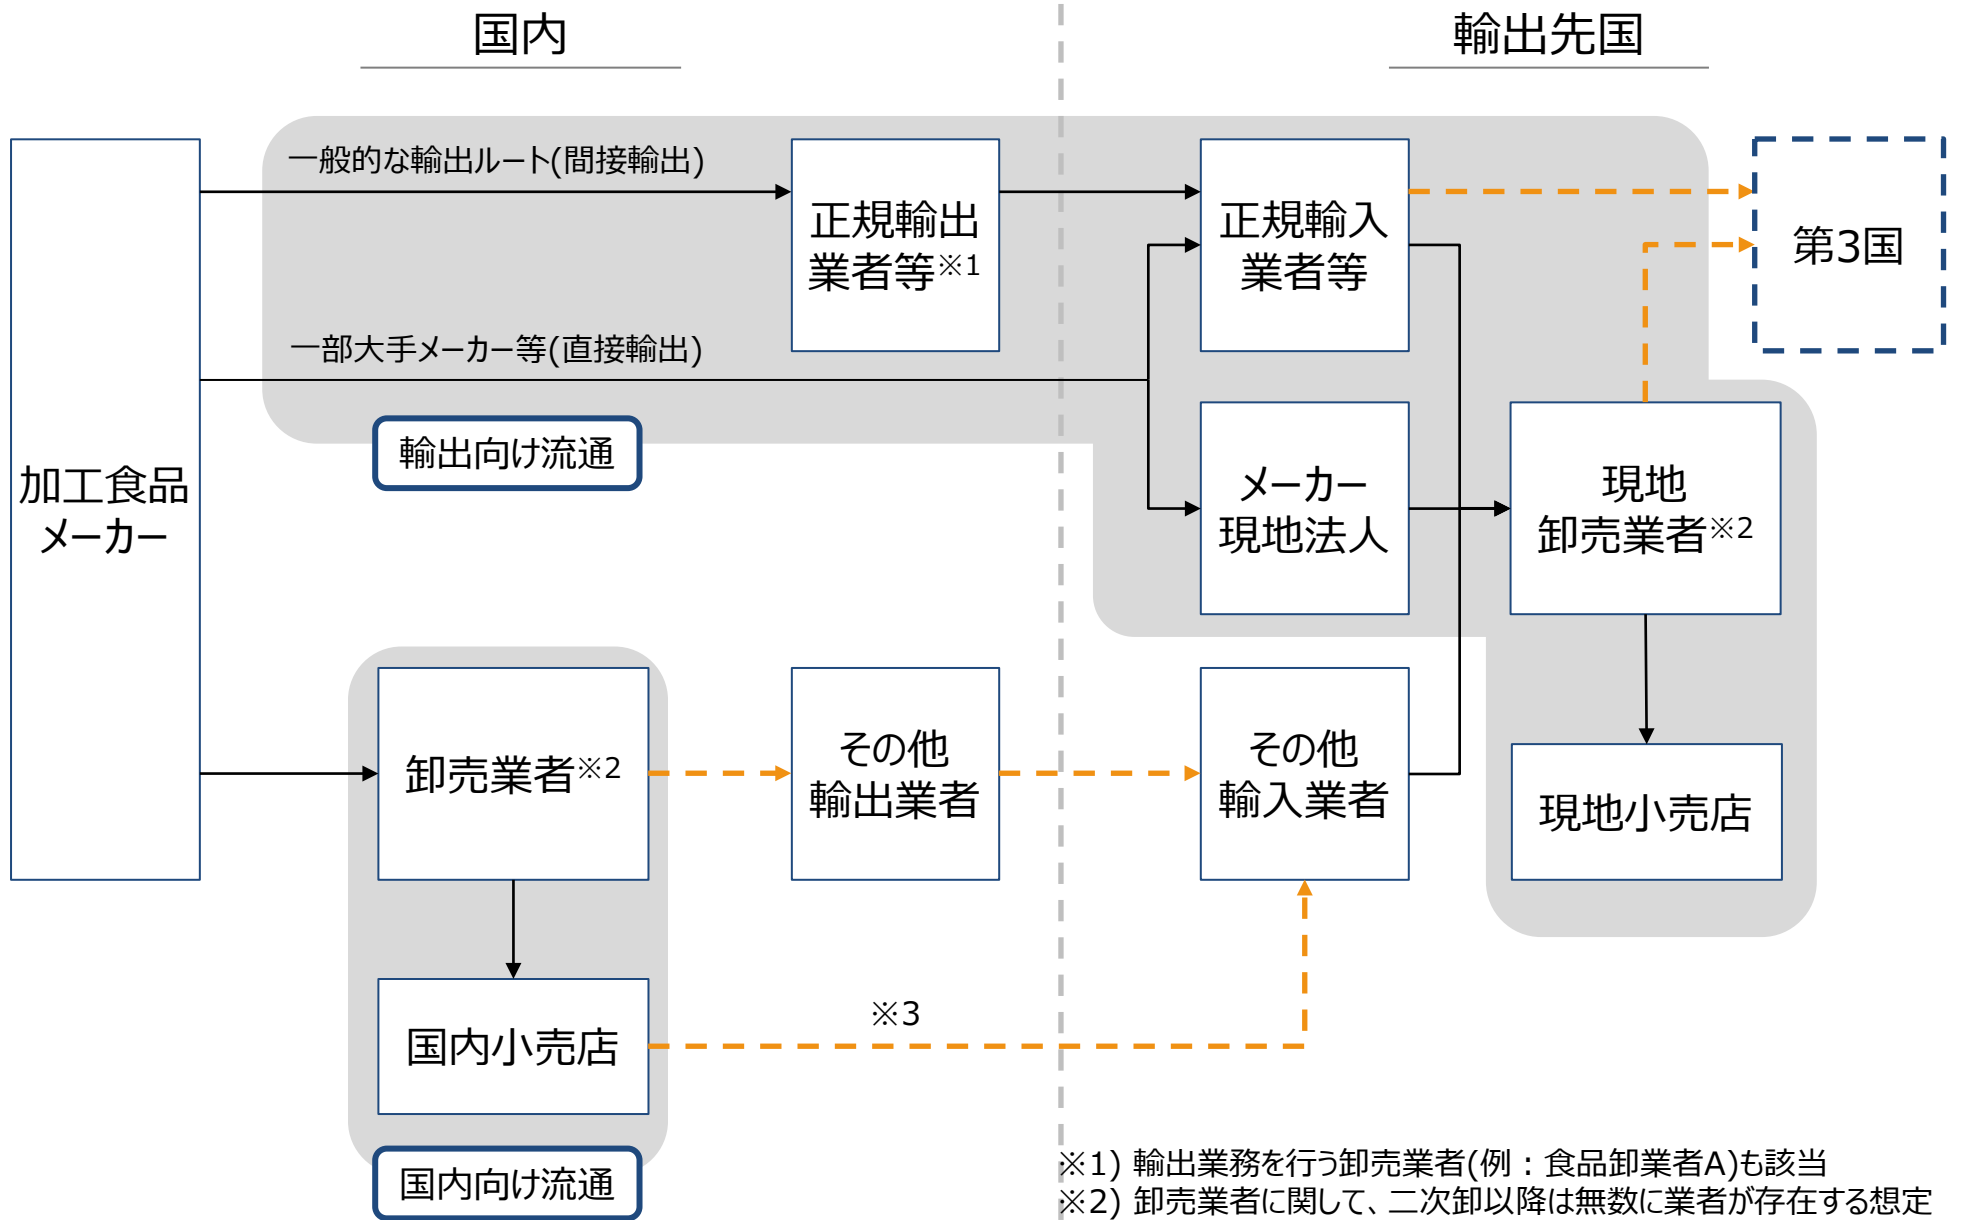 国内
輸出先国
一般的な輸出ルート(間接輸出)
正規輸出
業者等※1
正規輸入
業者等
第3国
一部大手メーカー等(直接輸出)
輸出向け流通
加工食品
メーカー
メーカー
現地法人
現地
卸売業者※2
卸売業者※2
その他
輸出業者
その他
輸入業者
現地小売店
国内小売店
※3
国内向け流通
※1) 輸出業務を行う卸売業者(例：食品卸業者A)も該当
※2) 卸売業者に関して、二次卸以降は無数に業者が存在する想定